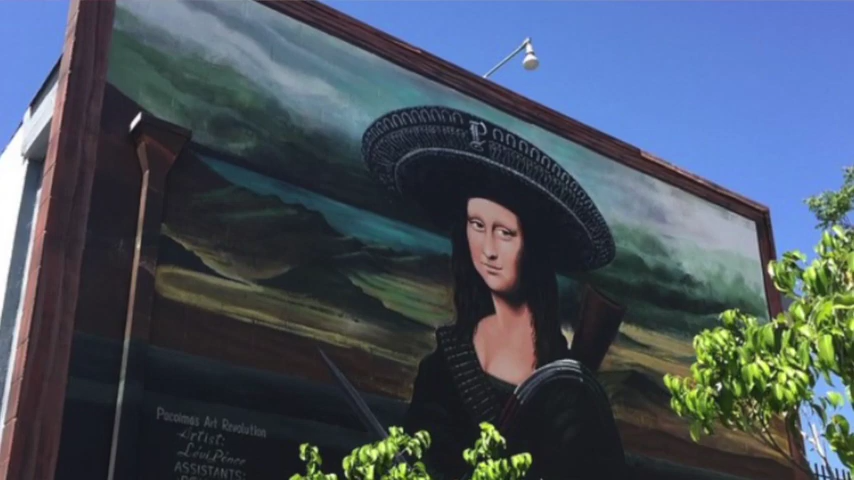 P
Pacoimas Art Revolution
Artist:
Levi Ponce
ASSISTANTS: